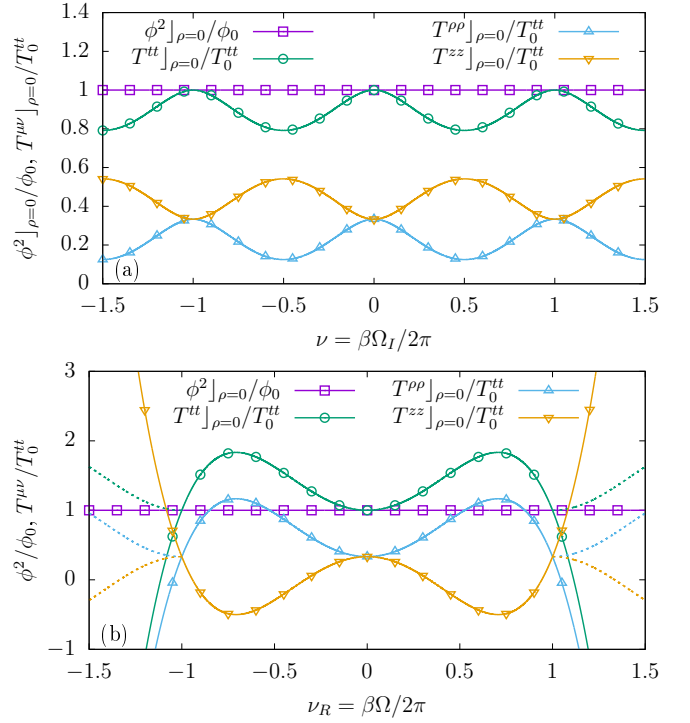 ϕ²⌋ρ=0/ϕ₀ Tρρ⌋ρ=0/T₀ᵗᵗ
Tᵗᵗ⌋ρ=0/T₀ᵗᵗ Tᶻᶻ⌋ρ=0/T₀ᵗᵗ
ϕ²⌋ρ=0/ϕ₀, Tμν⌋ρ=0/T₀ᵗᵗ
1.4
1.2
1
0.8
0.6
0.4
0.2
0
(a)
−1.5 −1 −0.5 0 0.5 1 1.5
ν = βΩ_I/2π
ϕ²⌋ρ=0/ϕ₀ Tρρ⌋ρ=0/T₀ᵗᵗ
Tᵗᵗ⌋ρ=0/T₀ᵗᵗ Tᶻᶻ⌋ρ=0/T₀ᵗᵗ
ϕ²/ϕ₀, Tμν/T₀ᵗᵗ
3
2
1
0
−1
(b)
−1.5 −1 −0.5 0 0.5 1 1.5
ν_R = βΩ/2π